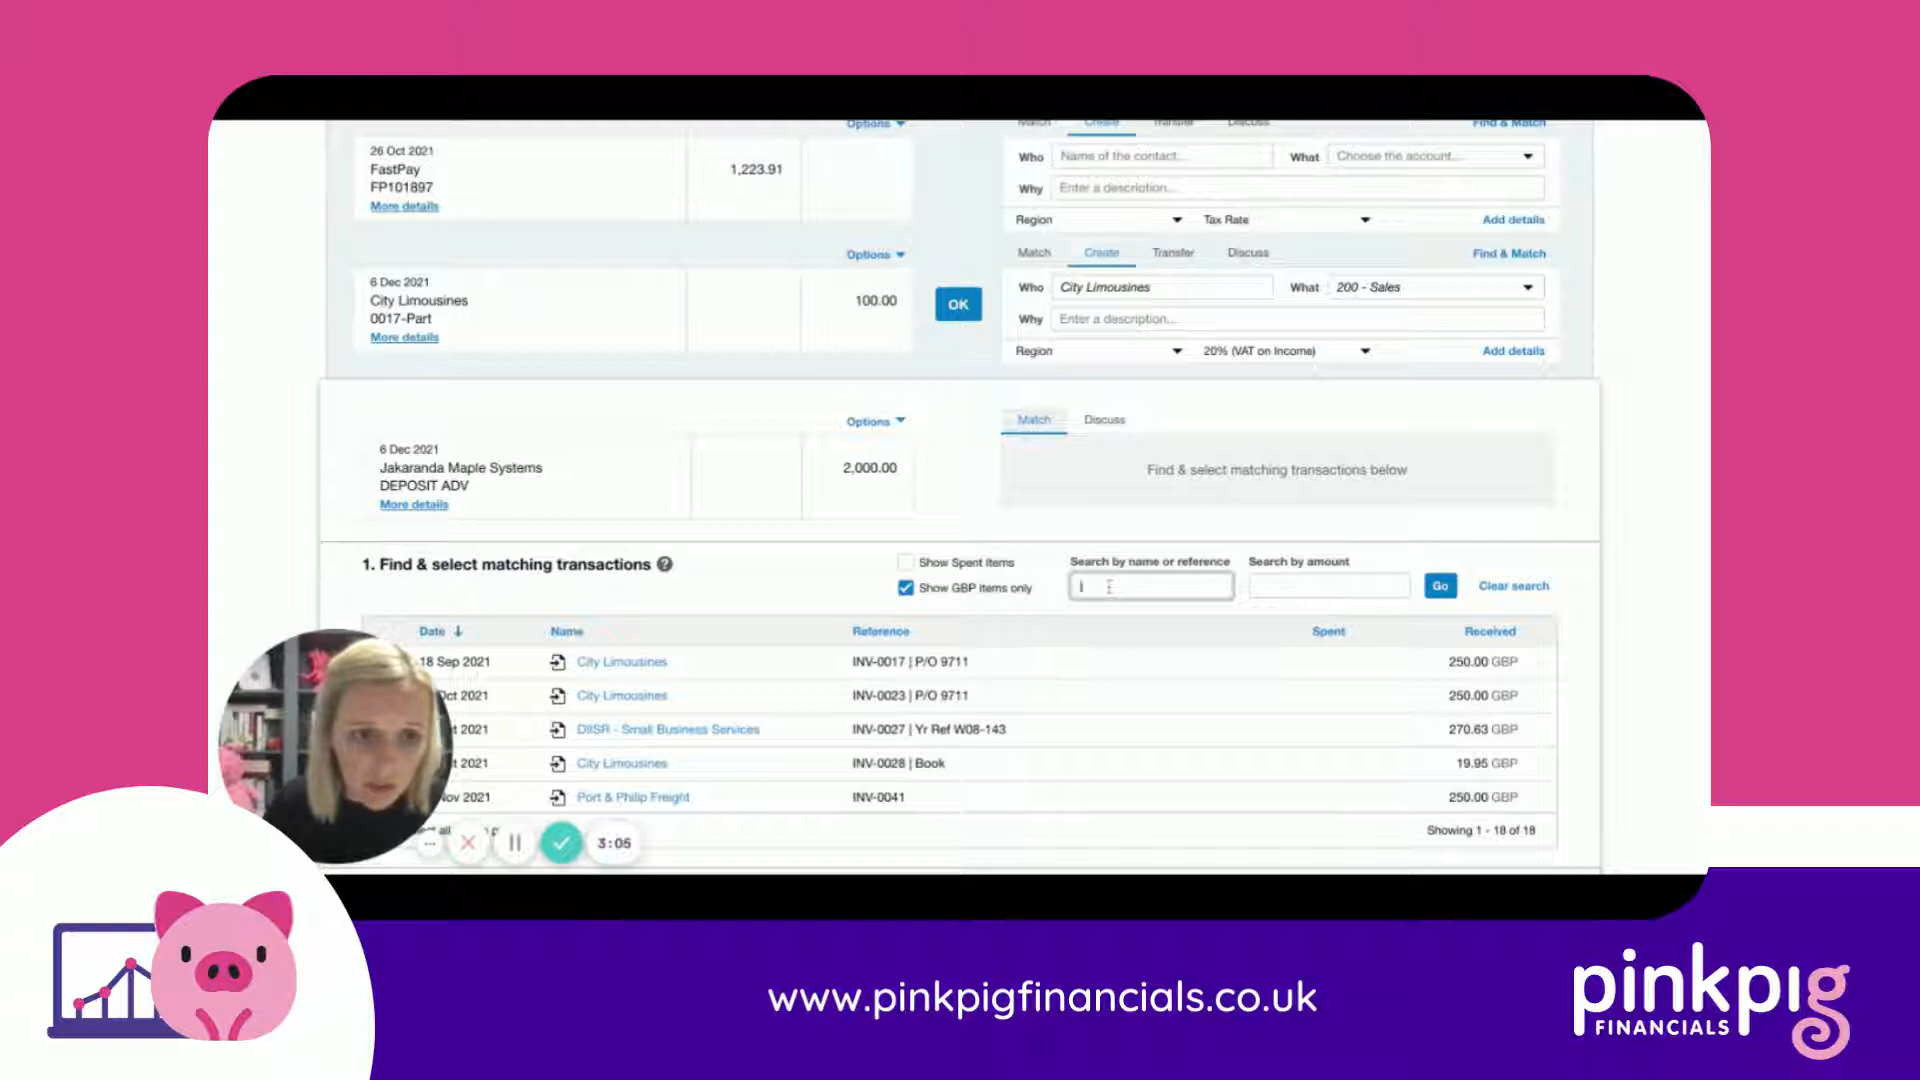 Options
Match Create Transfer Discuss Find & Match
26 Oct 2021
FastPay
FP101897
More details
1,223.91
Who Name of the contact... What Choose the account...
Why Enter a description...
Region Tax Rate Add details
Options
Match Create Transfer Discuss Find & Match
6 Dec 2021
City Limousines
0017-Part
More details
100.00
OK
Who City Limousines What 200 - Sales
Why Enter a description...
Region 20% (VAT on Income) Add details
Options
Match Discuss
6 Dec 2021
Jakaranda Maple Systems
DEPOSIT ADV
More details
2,000.00
Find & select matching transactions below
1. Find & select matching transactions ?
Show Spent Items
Show GBP items only
Search by name or reference Search by amount
Go Clear search
Date Name Reference Spent Received
18 Sep 2021 City Limousines INV-0017 | P/O 9711 250.00 GBP
Oct 2021 City Limousines INV-0023 | P/O 9711 250.00 GBP
2021 DIISR - Small Business Services INV-0027 | Yr Ref W08-143 270.63 GBP
2021 City Limousines INV-0028 | Book 19.95 GBP
Nov 2021 Port & Philip Freight INV-0041 250.00 GBP
Showing 1 - 18 of 18
3:05
www.pinkpigfinancials.co.uk
pinkpig
FINANCIALS